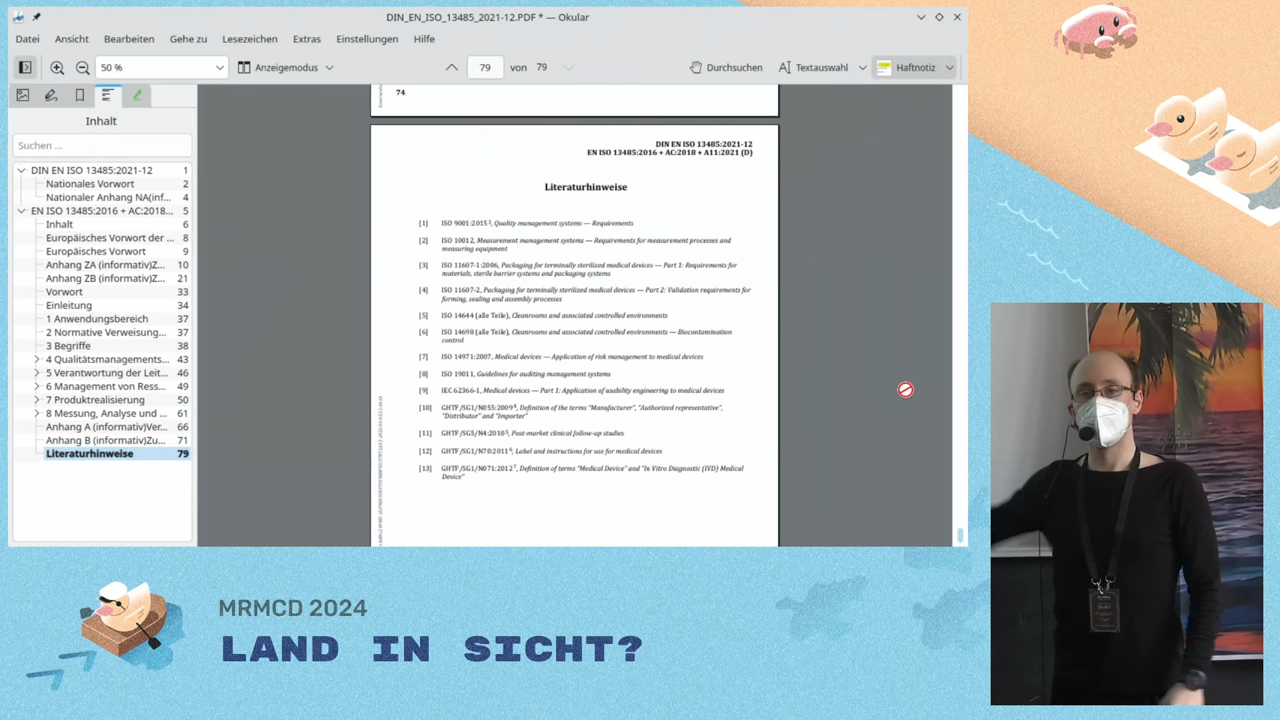 DIN_EN_ISO_13485_2021-12.PDF * — Okular
Datei Ansicht Bearbeiten Gehe zu Lesezeichen Extras Einstellungen Hilfe
50 % Anzeigemodus 79 von 79 Durchsuchen Textauswahl Haftnotiz
Inhalt
Suchen ...
DIN EN ISO 13485:2021-12 1
Nationales Vorwort 2
Nationaler Anhang NA(inf... 4
EN ISO 13485:2016 + AC:2018... 5
Inhalt 6
Europäisches Vorwort der ... 8
Europäisches Vorwort 9
Anhang ZA (informativ)Z... 10
Anhang ZB (informativ)Z... 21
Vorwort 33
Einleitung 34
1 Anwendungsbereich 37
2 Normative Verweisung... 37
3 Begriffe 38
4 Qualitätsmanagements... 43
5 Verantwortung der Leit... 46
6 Management von Ress... 49
7 Produktrealisierung 50
8 Messung, Analyse und ... 61
Anhang A (informativ)Ver... 66
Anhang B (informativ)Zu... 71
Literaturhinweise 79
74
DIN EN ISO 13485:2021-12
EN ISO 13485:2016 + AC:2018 + A11:2021 (D)
Literaturhinweise
[1] ISO 9001:2015³, Quality management systems — Requirements
[2] ISO 10012, Measurement management systems — Requirements for measurement processes and
measuring equipment
[3] ISO 11607-1:2006, Packaging for terminally sterilized medical devices — Part 1: Requirements for
materials, sterile barrier systems and packaging systems
[4] ISO 11607-2, Packaging for terminally sterilized medical devices — Part 2: Validation requirements for
forming, sealing and assembly processes
[5] ISO 14644 (alle Teile), Cleanrooms and associated controlled environments
[6] ISO 14698 (alle Teile), Cleanrooms and associated controlled environments — Biocontamination
control
[7] ISO 14971:2007, Medical devices — Application of risk management to medical devices
[8] ISO 19011, Guidelines for auditing management systems
[9] IEC 62366-1, Medical devices — Part 1: Application of usability engineering to medical devices
[10] GHTF/SG1/N055:2009⁴, Definition of the terms "Manufacturer", "Authorized representative",
"Distributor" and "Importer"
[11] GHTF/SG5/N4:2010⁵, Post-market clinical follow-up studies
[12] GHTF/SG1/N70:2011⁶, Label and instructions for use for medical devices
[13] GHTF/SG1/N071:2012⁷, Definition of terms "Medical Device" and "In Vitro Diagnostic (IVD) Medical
Device"
MRMCD 2024
LAND IN SICHT?